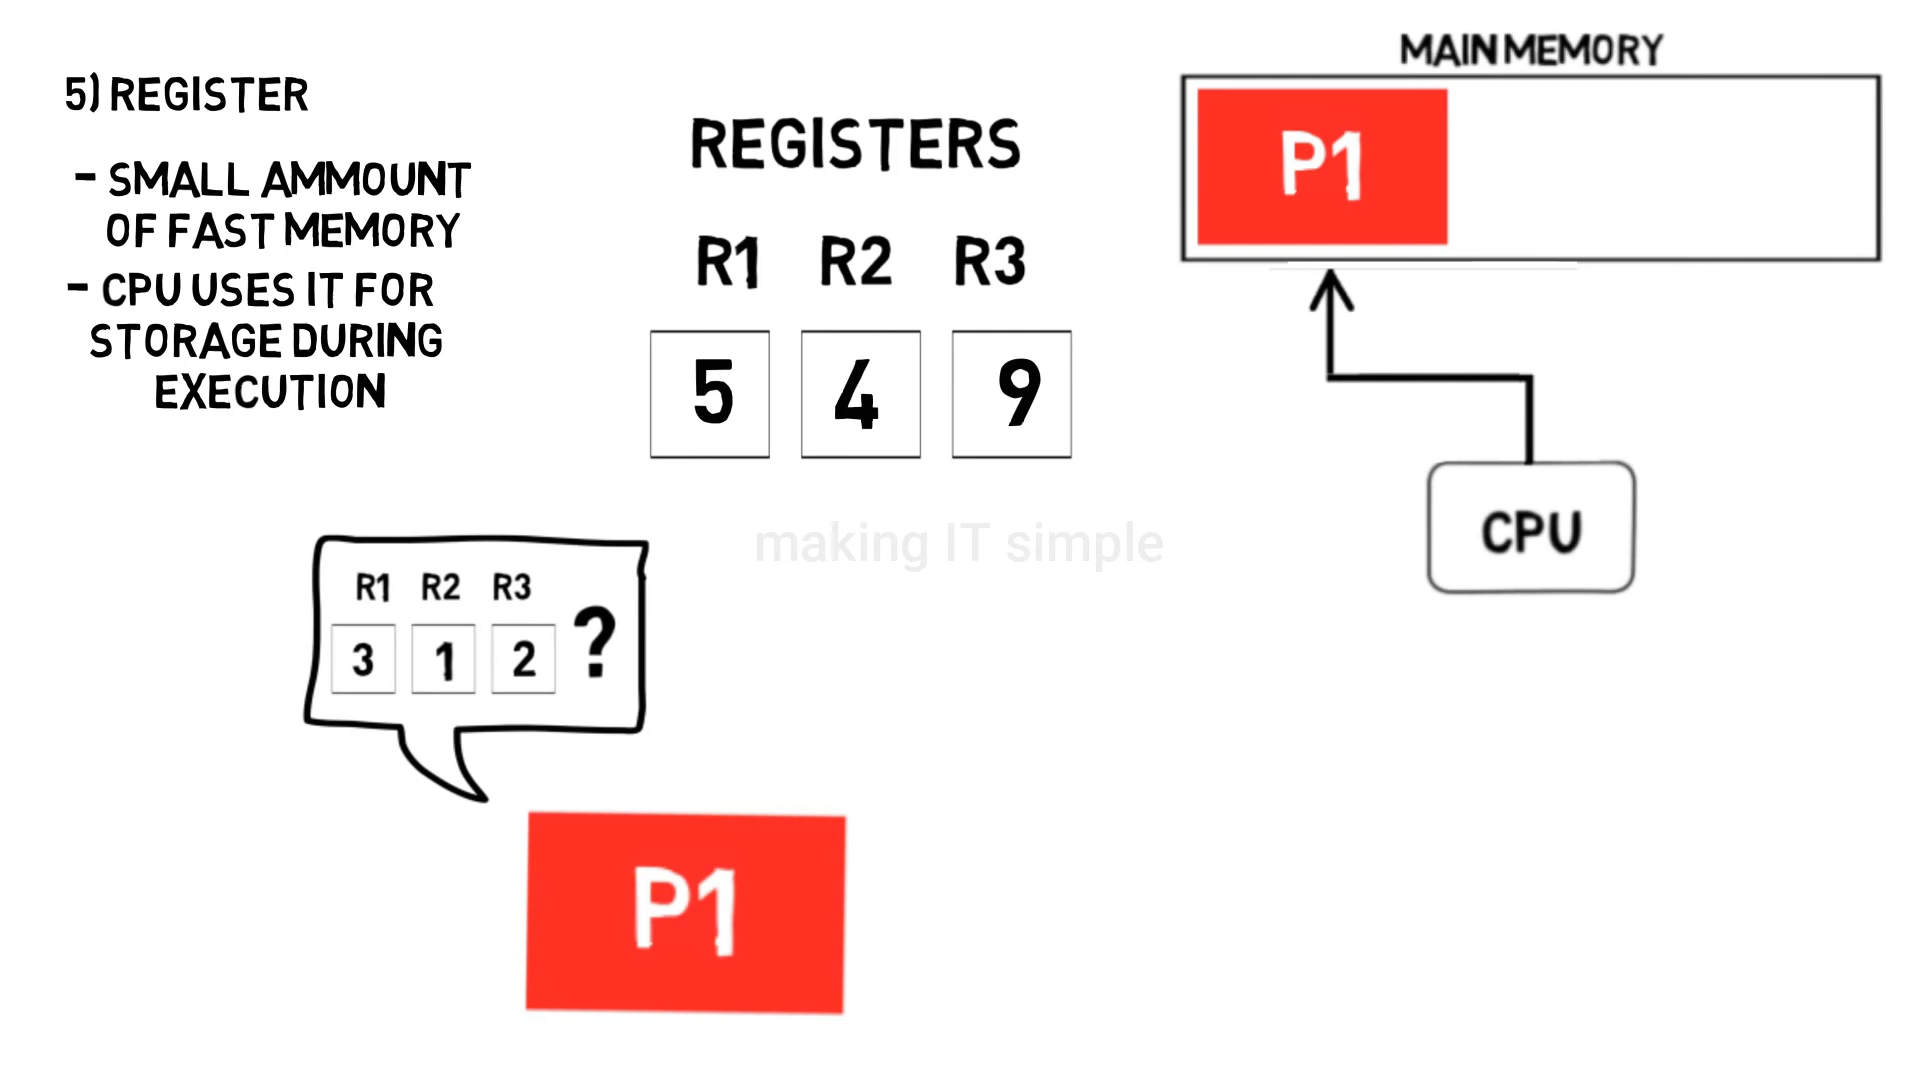 5) REGISTER
- SMALL AMMOUNT
OF FAST MEMORY
- CPU USES IT FOR
STORAGE DURING
EXECUTION
REGISTERS
R1 R2 R3
5 4 9
MAIN MEMORY
P1
CPU
making IT simple
R1 R2 R3
3 1 2 ?
P1